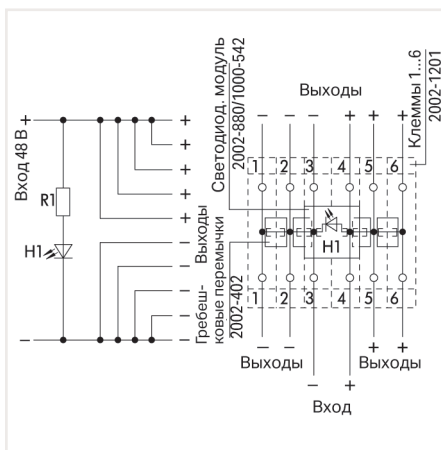 Вход 48 В
+
−
R1
H1
+
+
+
+
+
−
−
−
−
−
Выходы
Гребеш-
ковые перемычки
2002-402
Светодиод. модуль
2002-880/1000-542
Клеммы 1...6
2002-1201
Выходы
− − − + + +
1 2 3 4 5 6
H1
1 2 3 4 5 6
− − + +
Выходы Выходы
− +
Вход